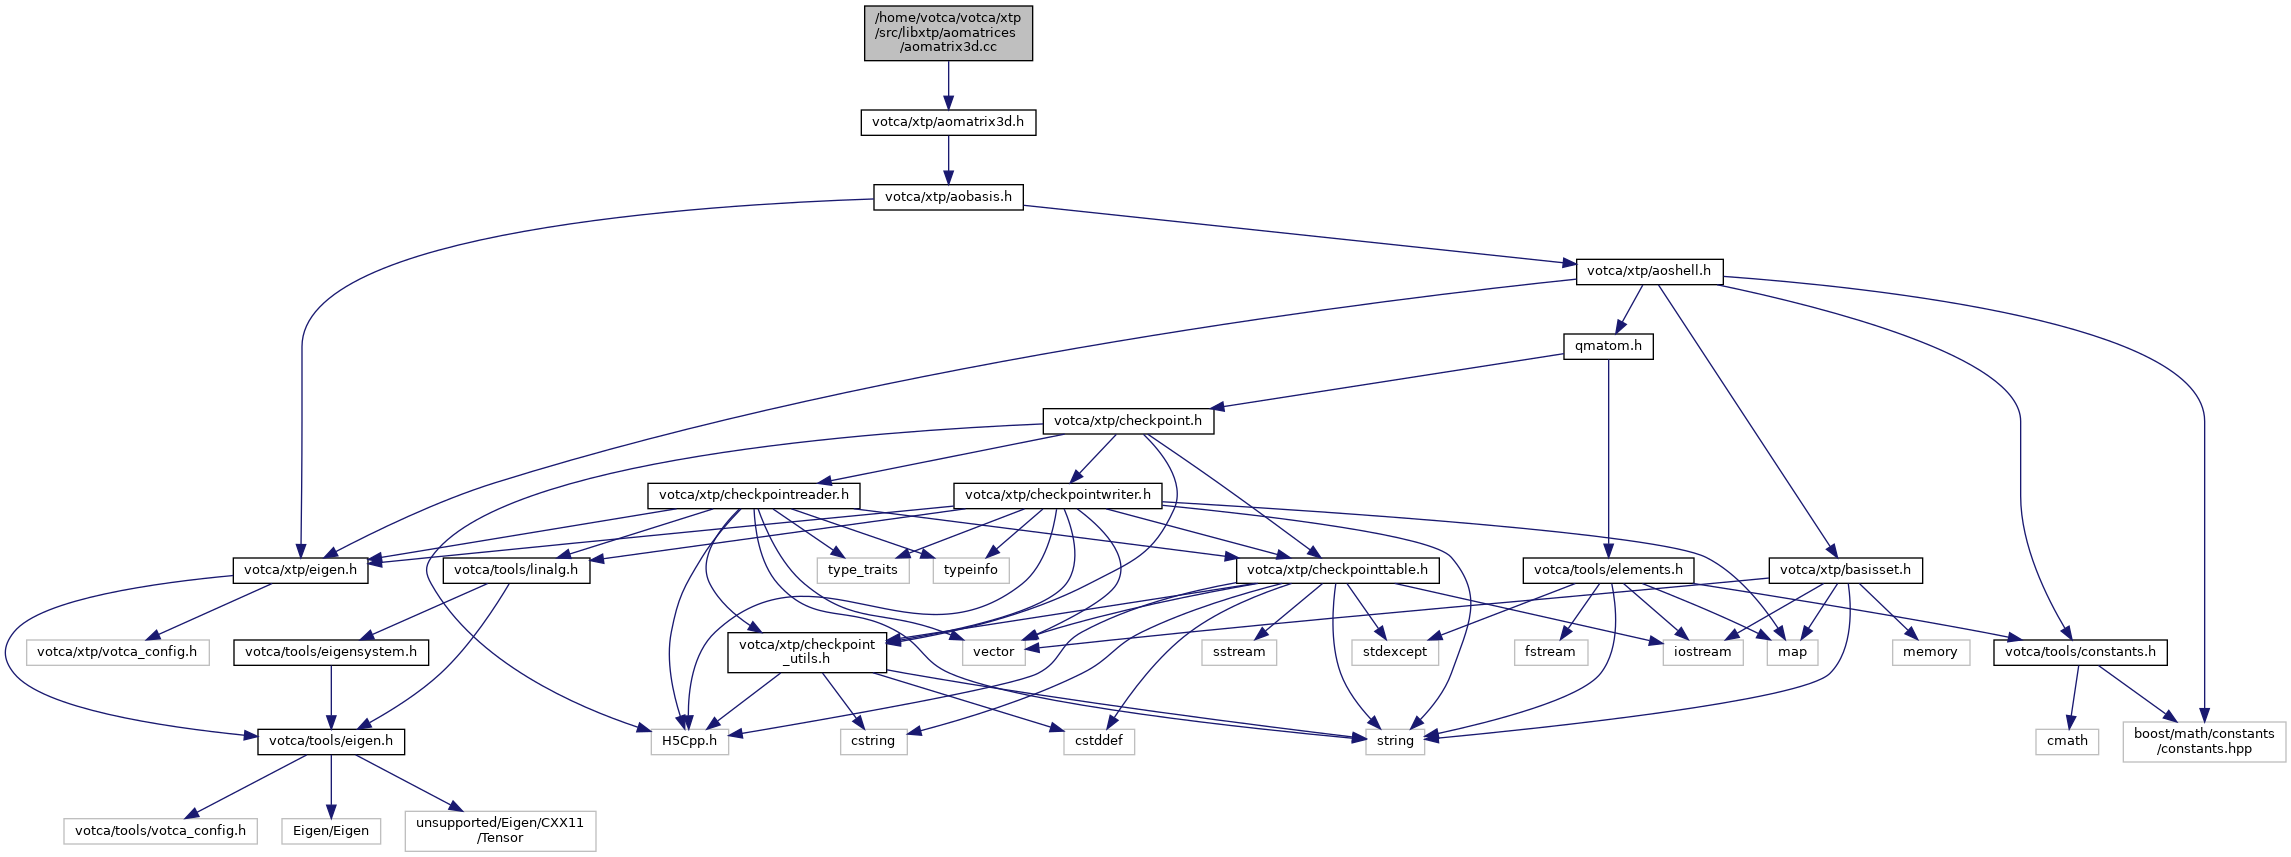 /home/votca/votca/xtp
/src/libxtp/aomatrices
/aomatrix3d.cc
votca/xtp/aomatrix3d.h
votca/xtp/aobasis.h
votca/xtp/aoshell.h
qmatom.h
votca/xtp/checkpoint.h
votca/xtp/checkpointreader.h
votca/xtp/checkpointwriter.h
votca/xtp/eigen.h
votca/tools/linalg.h
type_traits
typeinfo
votca/xtp/checkpointtable.h
votca/tools/elements.h
votca/xtp/basisset.h
votca/xtp/votca_config.h
votca/tools/eigensystem.h
votca/xtp/checkpoint
_utils.h
vector
sstream
stdexcept
fstream
iostream
map
memory
votca/tools/constants.h
votca/tools/eigen.h
H5Cpp.h
cstring
cstddef
string
cmath
boost/math/constants
/constants.hpp
votca/tools/votca_config.h
Eigen/Eigen
unsupported/Eigen/CXX11
/Tensor